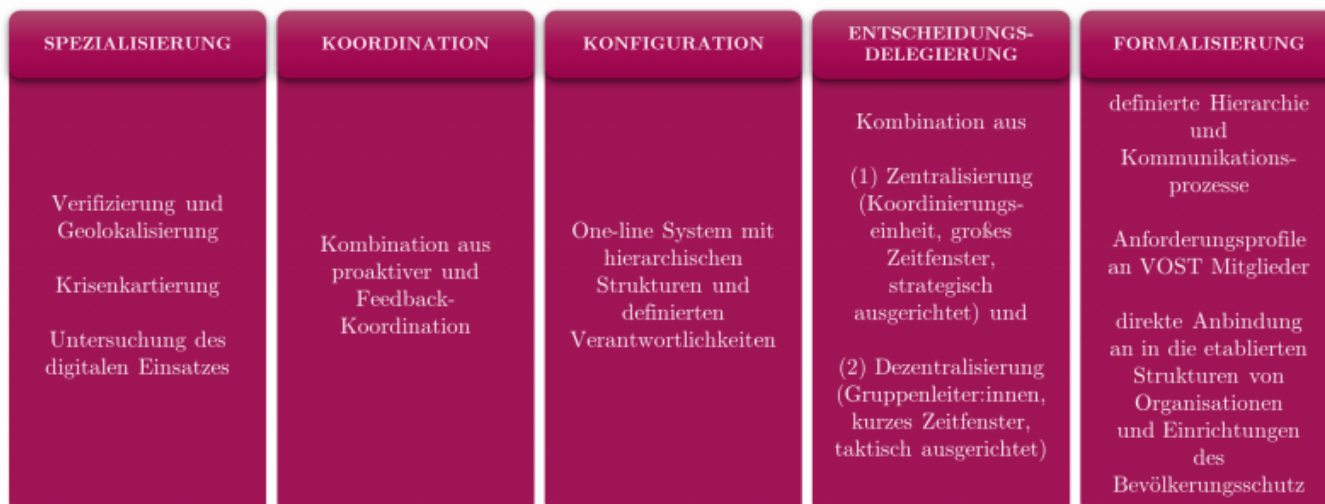 SPEZIALISIERUNG
Verifizierung und
Geolokalisierung
Krisenkartierung
Untersuchung des
digitalen Einsatzes
KOORDINATION
Kombination aus
proaktiver und
Feedback-
Koordination
KONFIGURATION
One-line System mit
hierarchischen
Strukturen und
definierten
Verantwortlichkeiten
ENTSCHEIDUNGS-
DELEGIERUNG
Kombination aus
(1) Zentralisierung
(Koordinierungs-
einheit, großes
Zeitfenster,
strategisch
ausgerichtet) und
(2) Dezentralisierung
(Gruppenleiter:innen,
kurzes Zeitfenster,
taktisch ausgerichtet)
FORMALISIERUNG
definierte Hierarchie
und
Kommunikations-
prozesse
Anforderungsprofile
an VOST Mitglieder
direkte Anbindung
an in die etablierten
Strukturen von
Organisationen
und Einrichtungen
des
Bevölkerungsschutz